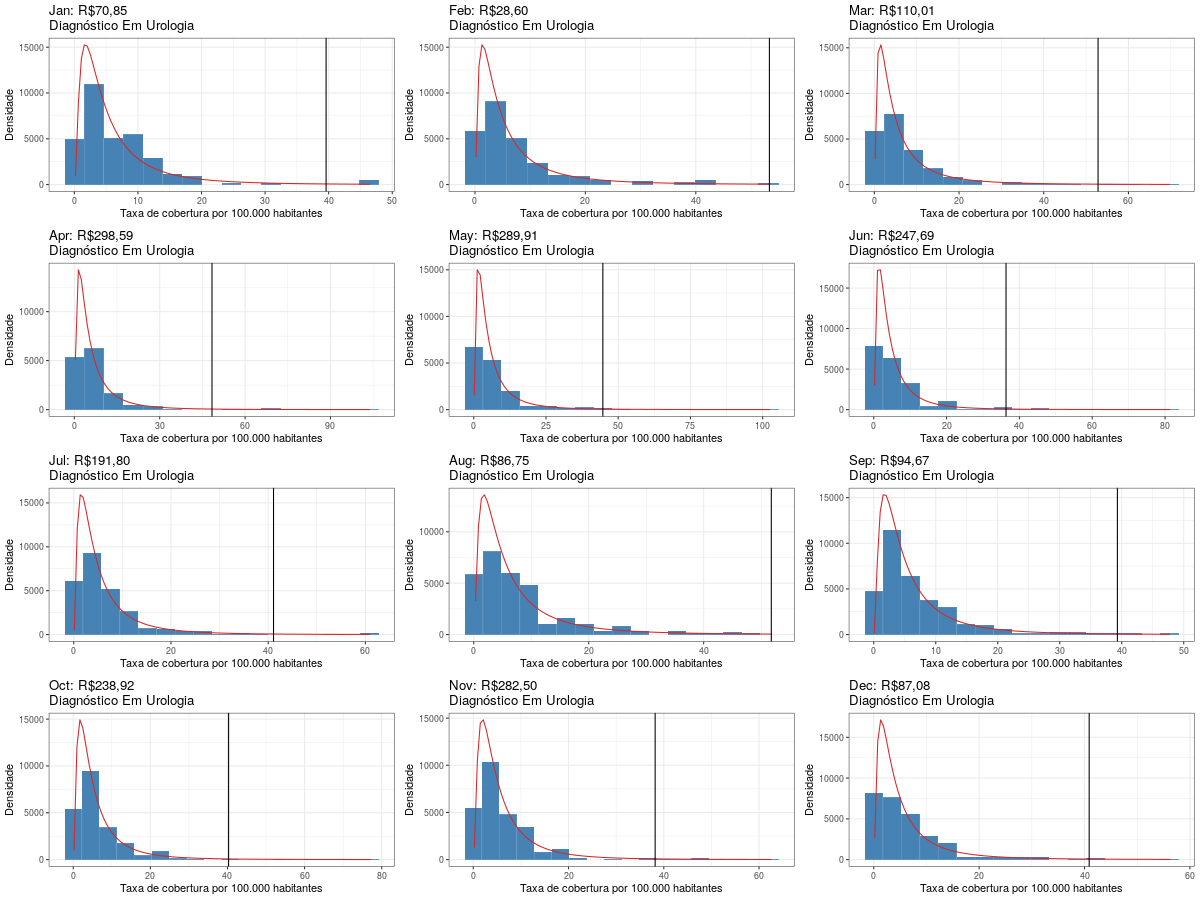 Jan: R$70,85
Diagnóstico Em Urologia
15000
10000
5000
0
Densidade
0
10
20
30
40
50
Taxa de cobertura por 100.000 habitantes
Feb: R$28,60
Diagnóstico Em Urologia
15000
10000
5000
0
Densidade
0
20
40
Taxa de cobertura por 100.000 habitantes
Mar: R$110,01
Diagnóstico Em Urologia
15000
10000
5000
0
Densidade
0
20
40
60
Taxa de cobertura por 100.000 habitantes
Apr: R$298,59
Diagnóstico Em Urologia
10000
5000
0
Densidade
0
30
60
90
Taxa de cobertura por 100.000 habitantes
May: R$289,91
Diagnóstico Em Urologia
15000
10000
5000
0
Densidade
0
25
50
75
100
Taxa de cobertura por 100.000 habitantes
Jun: R$247,69
Diagnóstico Em Urologia
15000
10000
5000
0
Densidade
0
20
40
60
80
Taxa de cobertura por 100.000 habitantes
Jul: R$191,80
Diagnóstico Em Urologia
15000
10000
5000
0
Densidade
0
20
40
60
Taxa de cobertura por 100.000 habitantes
Aug: R$86,75
Diagnóstico Em Urologia
10000
5000
0
Densidade
0
20
40
Taxa de cobertura por 100.000 habitantes
Sep: R$94,67
Diagnóstico Em Urologia
15000
10000
5000
0
Densidade
0
10
20
30
40
50
Taxa de cobertura por 100.000 habitantes
Oct: R$238,92
Diagnóstico Em Urologia
15000
10000
5000
0
Densidade
0
20
40
60
80
Taxa de cobertura por 100.000 habitantes
Nov: R$282,50
Diagnóstico Em Urologia
15000
10000
5000
0
Densidade
0
20
40
60
Taxa de cobertura por 100.000 habitantes
Dec: R$87,08
Diagnóstico Em Urologia
15000
10000
5000
0
Densidade
0
20
40
60
Taxa de cobertura por 100.000 habitantes